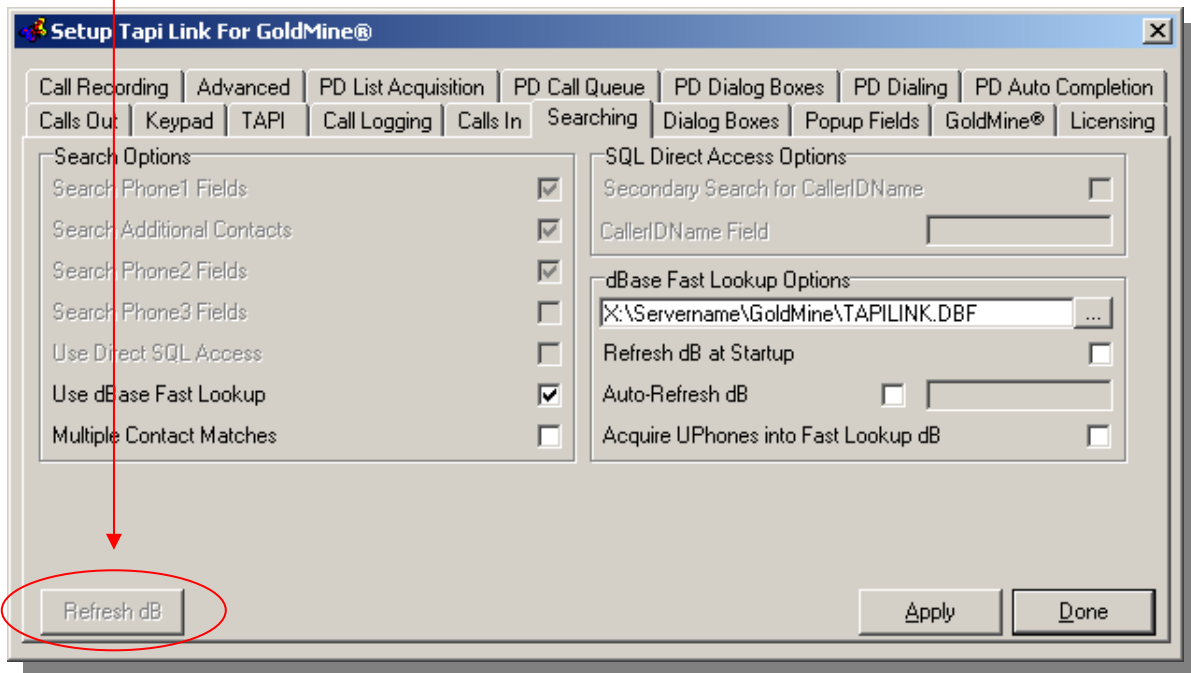 Setup Tapi Link For GoldMine®
Call Recording Advanced PD List Acquisition PD Call Queue PD Dialog Boxes PD Dialing PD Auto Completion
Calls Out Keypad TAPI Call Logging Calls In Searching Dialog Boxes Popup Fields GoldMine® Licensing
Search Options
Search Phone1 Fields
Search Additional Contacts
Search Phone2 Fields
Search Phone3 Fields
Use Direct SQL Access
Use dBase Fast Lookup
Multiple Contact Matches
SQL Direct Access Options
Secondary Search for CallerIDName
CallerIDName Field
dBase Fast Lookup Options
X:\Servername\GoldMine\TAPILINK.DBF ...
Refresh dB at Startup
Auto-Refresh dB
Acquire UPhones into Fast Lookup dB
Refresh dB Apply Done